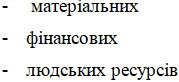 - матеріальних
- фінансових
- людських ресурсів